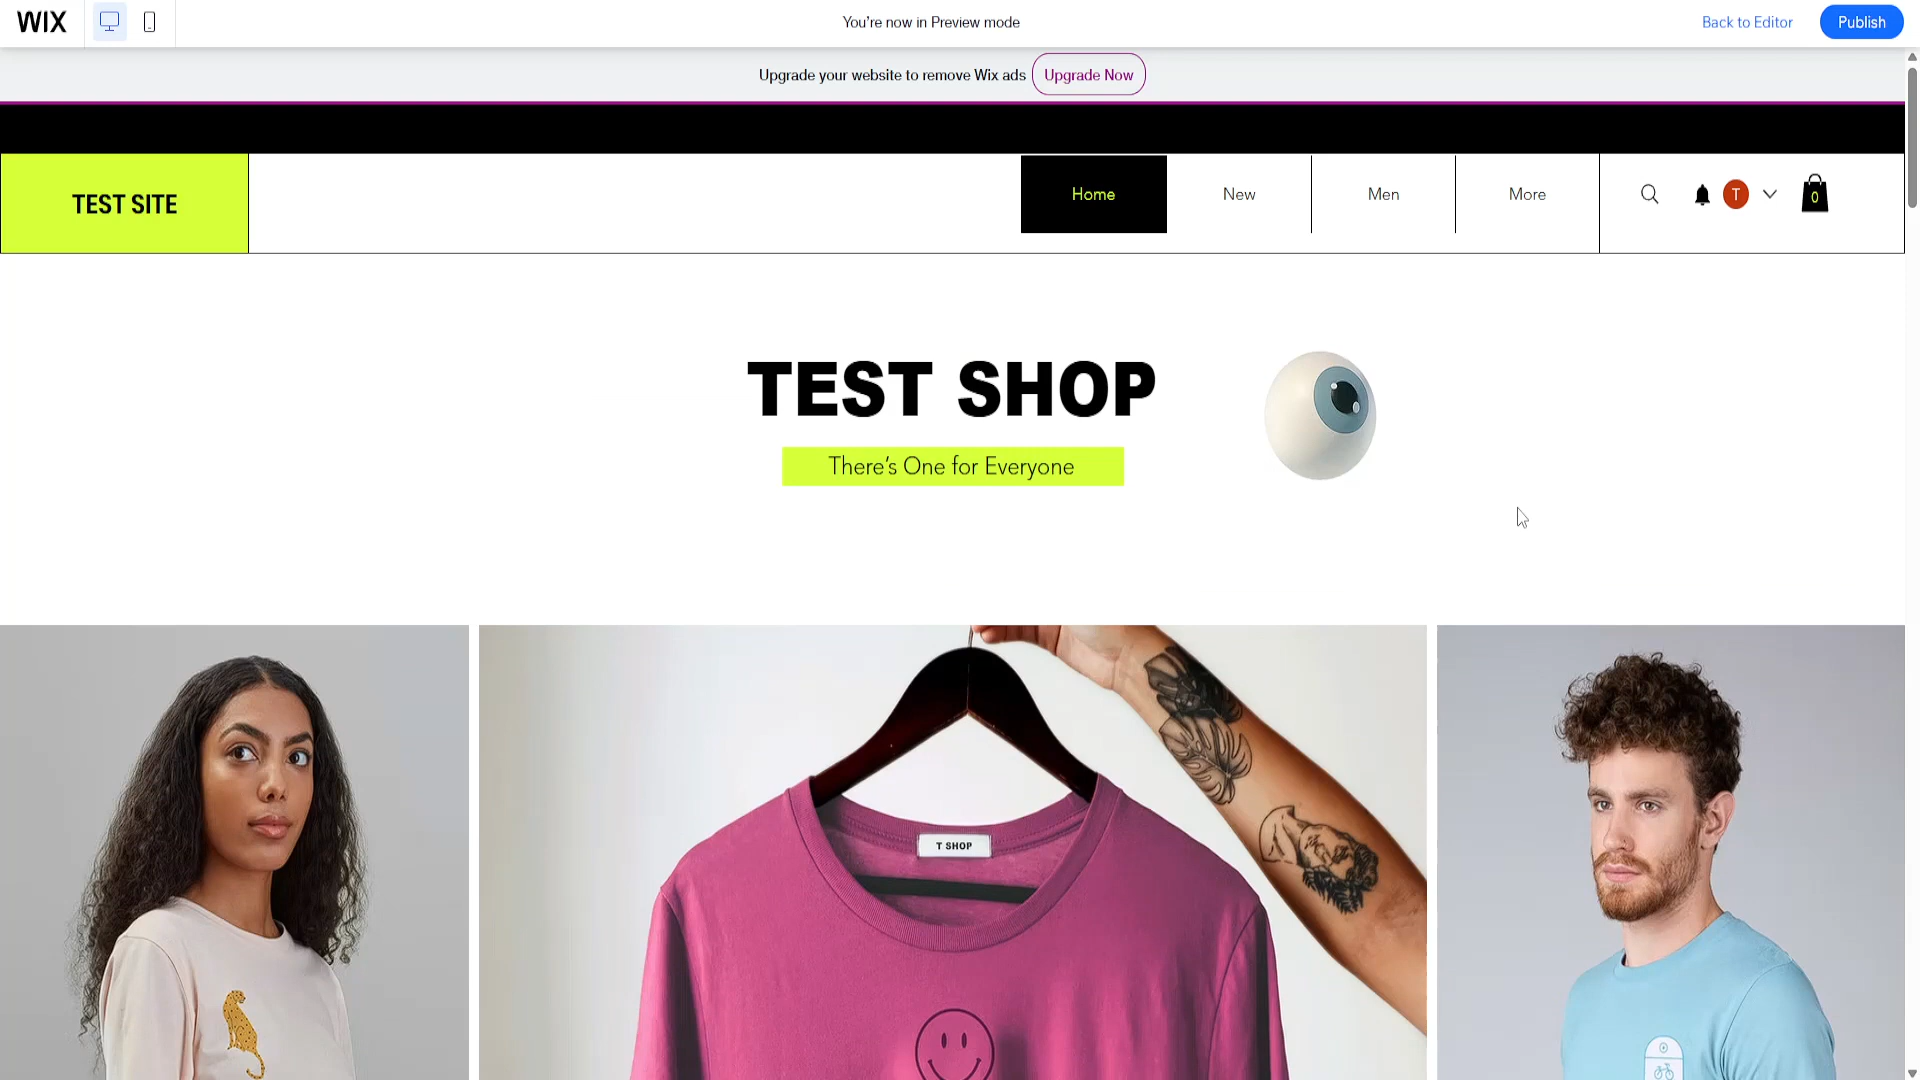 WIX
You're now in Preview mode
Back to Editor
Publish
Upgrade your website to remove Wix ads
Upgrade Now
TEST SITE
Home
New
Men
More
T
0
TEST SHOP
There's One for Everyone
T SHOP